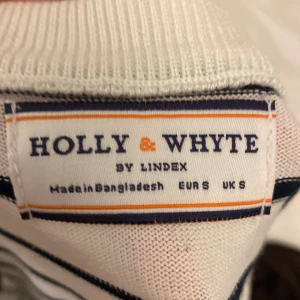 HOLLY & WHYTE
BY LINDEX
Made in Bangladesh EUR S UK S